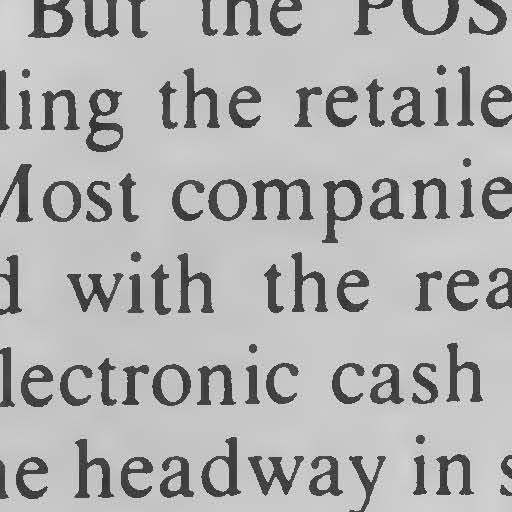 But the POS
ling the retaile
Most companie
d with the rea
lectronic cash
he headway in s